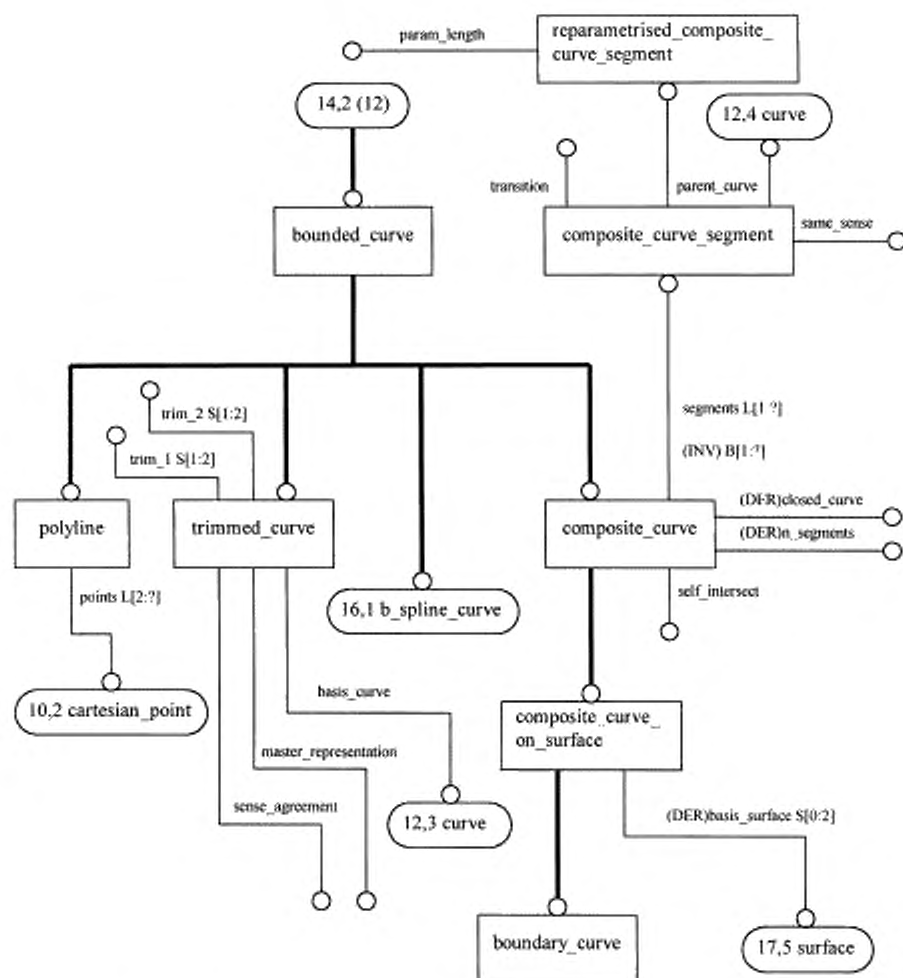 reparametrised_composite_
curve_segment
param_length
14,2 (12)
12,4 curve
transition
parent_curve
bounded_curve
composite_curve_segment
same_sense
trim_2 S[1:2]
trim_1 S[1:2]
segments L[1 ?]
(INV) B[1:?]
polyline
trimmed_curve
composite_curve
(DER)closed_curve
(DER)n_segments
points L[2:?]
16,1 b_spline_curve
self_intersect
10,2 cartesian_point
basis_curve
composite_curve_
on_surface
master_representation
sense_agreement
12,3 curve
(DER)basis_surface S[0:2]
boundary_curve
17,5 surface